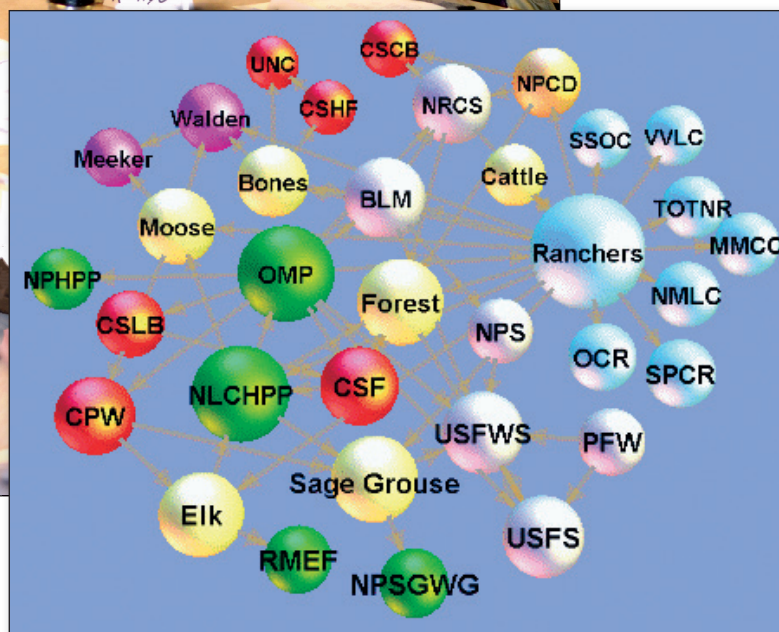 UNC
CSCB
NPCD
CSHF
NRCS
Walden
SSOC
VVLC
Meeker
Bones
BLM
Cattle
Moose
TOTNR
Ranchers
MMCC
NPHPP
OMP
Forest
NMLC
CSLB
NPS
OCR
SPCR
NLCHPP
CSF
CPW
USFWS
PFW
Sage Grouse
Elk
USFS
RMEF
NPSGWG